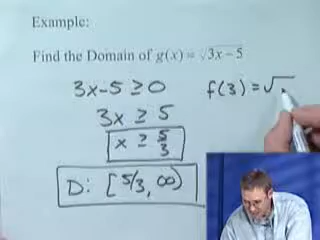 Example:
Find the Domain of g(x) = √3x − 5
3x-5 ≥ 0
3x ≥ 5
x ≥ 5/3
D: [5/3, ∞)
f(3) = √